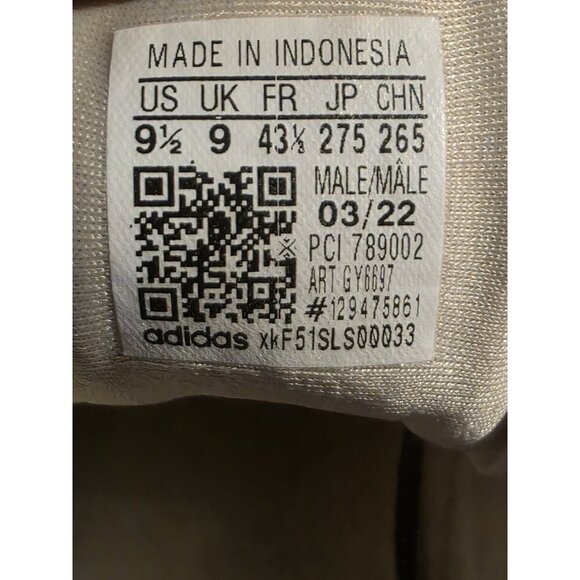 MADE IN INDONESIA
US UK FR JP CHN
9½ 9 43⅓ 275 265
MALE/MÂLE
03/22
PCI 789002
ART GY6697
#129475861
adidas xkF51SLS00033